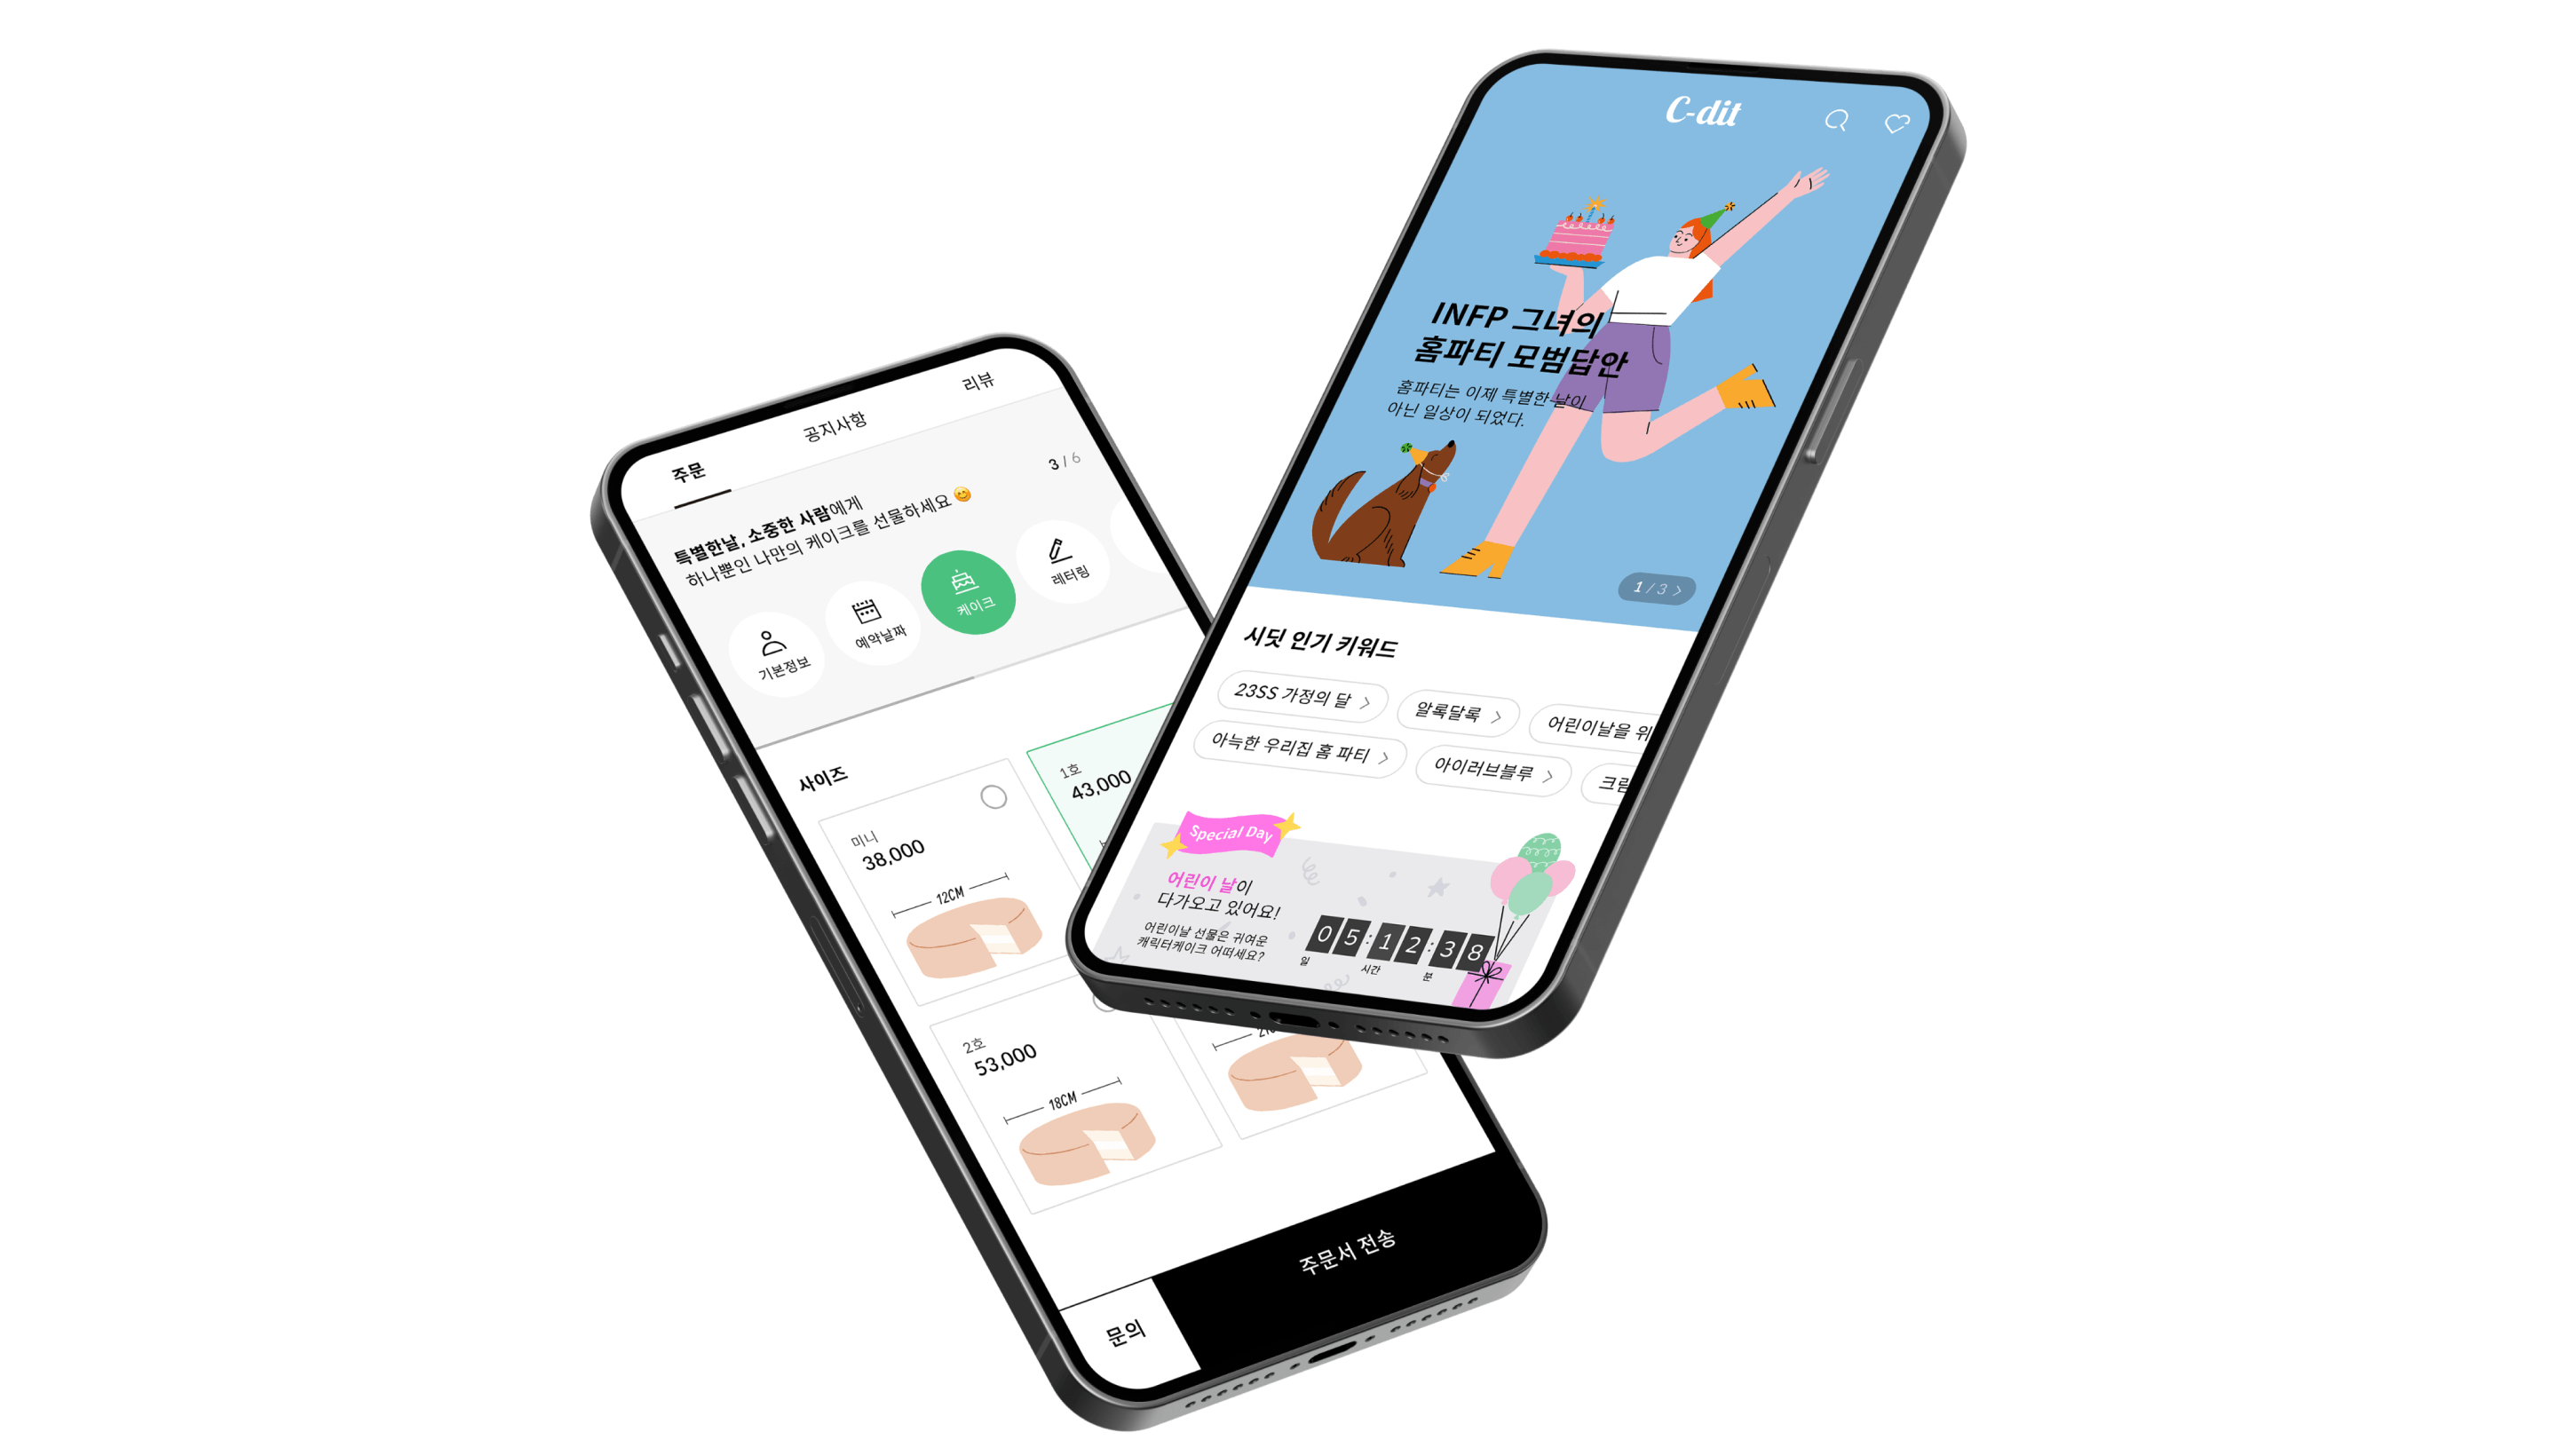 주문
공지사항
리뷰
특별한날, 소중한 사람에게
하나뿐인 나만의 케이크를 선물하세요
3 / 6
기본정보
예약날짜
케이크
레터링
사이즈
미니
38,000
12CM
1호
43,000
2호
53,000
18CM
문의
주문서 전송
C-dit
INFP 그녀의
홈파티 모범답안
홈파티는 이제 특별한 날이
아닌 일상이 되었다.
1 / 3
시딧 인기 키워드
23SS 가정의 달
알록달록
어린이날을 위
아늑한 우리집 홈 파티
아이러브블루
크림
Special Day
어린이 날이
다가오고 있어요!
어린이날 선물은 귀여운
캐릭터케이크 어떠세요?
05:12:38
일 시간 분